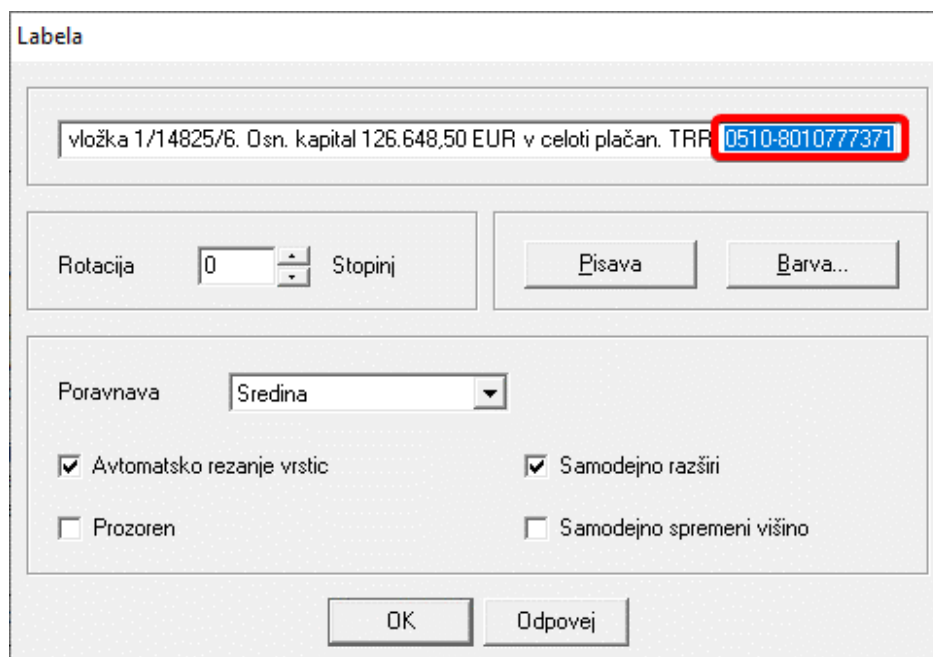 Labela
vložka 1/14825/6. Osn. kapital 126.648,50 EUR v celoti plačan. TRR 0510-8010777371
Rotacija 0 Stopinj Pisava Barva...
Poravnava Sredina
Avtomatsko rezanje vrstic Samodejno razširi
Prozoren Samodejno spremeni višino
OK Odpovej